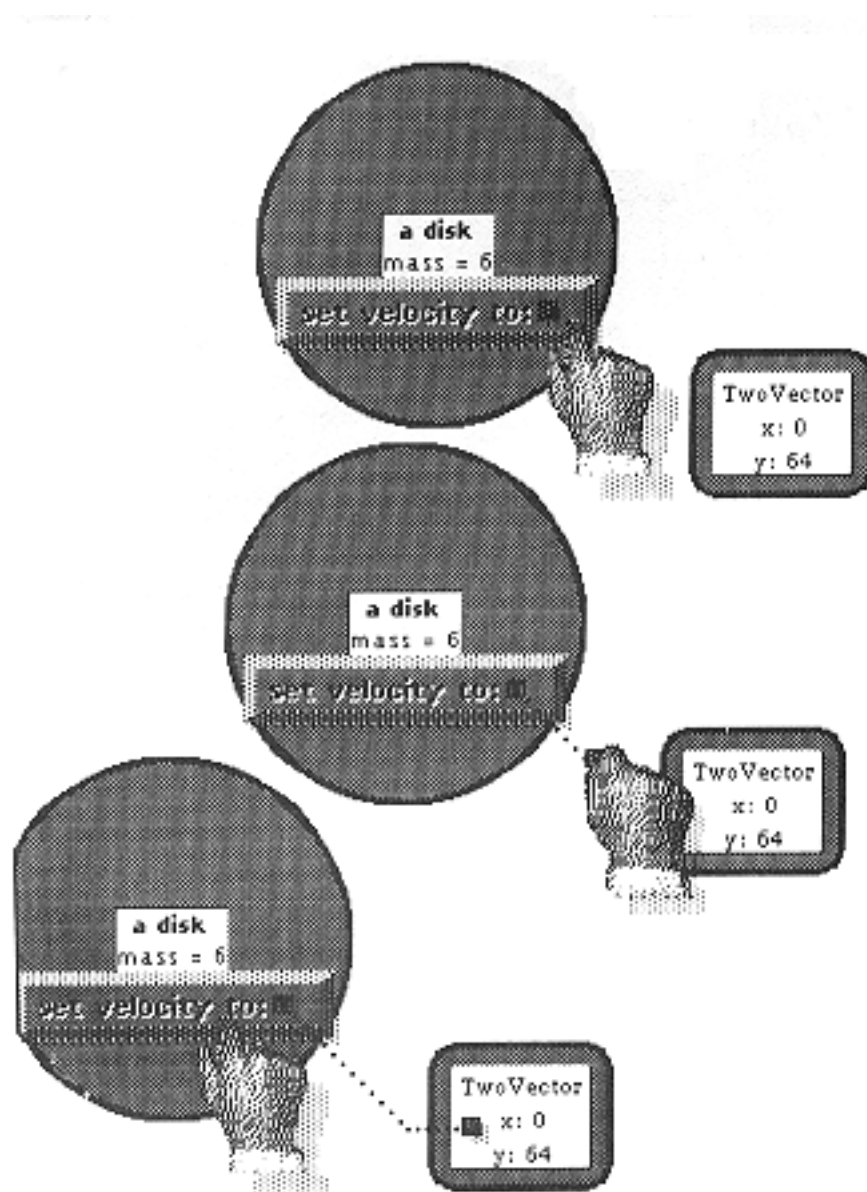 a disk
mass = 6
set velocity to:
TwoVector
x: 0
y: 64
a disk
mass = 6
set velocity to:
TwoVector
x: 0
y: 64
a disk
mass = 6
set velocity to:
TwoVector
x: 0
y: 64